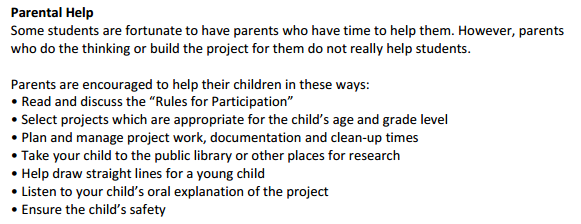 Parental Help
Some students are fortunate to have parents who have time to help them. However, parents
who do the thinking or build the project for them do not really help students.
Parents are encouraged to help their children in these ways:
• Read and discuss the “Rules for Participation”
• Select projects which are appropriate for the child’s age and grade level
• Plan and manage project work, documentation and clean-up times
• Take your child to the public library or other places for research
• Help draw straight lines for a young child
• Listen to your child’s oral explanation of the project
• Ensure the child’s safety